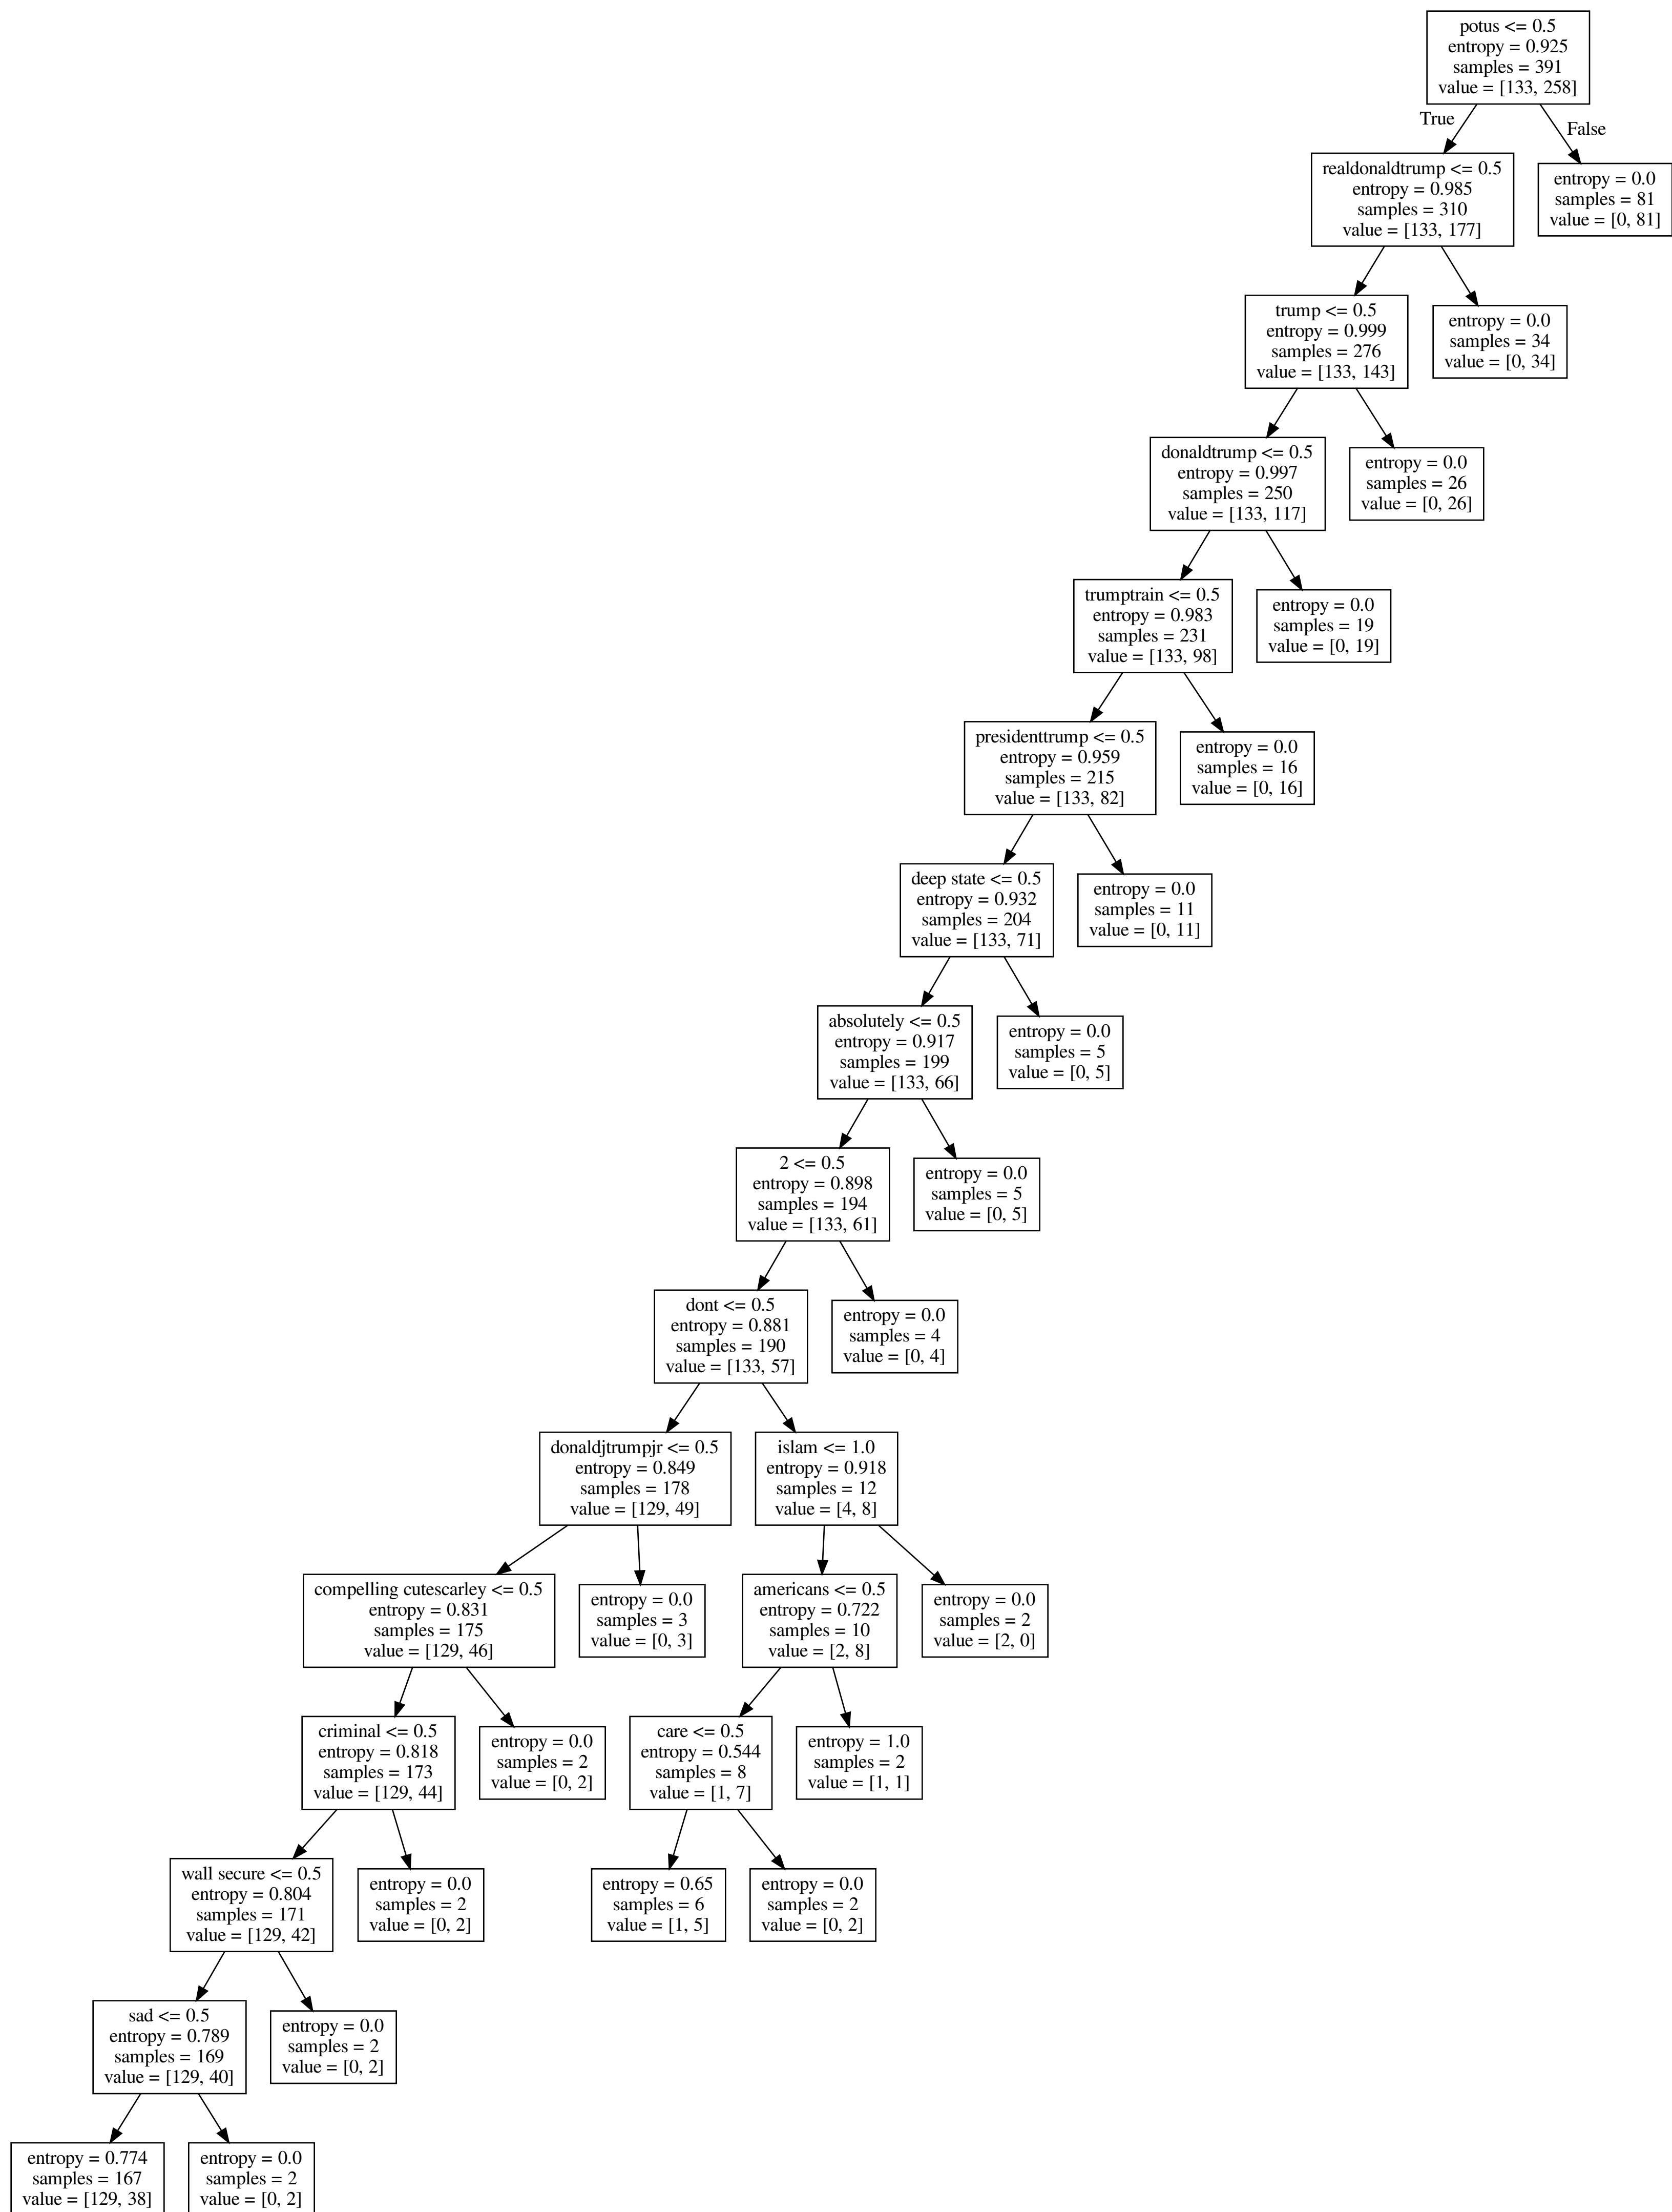 potus <= 0.5
entropy = 0.925
samples = 391
value = [133, 258]
True
False
realdonaldtrump <= 0.5
entropy = 0.985
samples = 310
value = [133, 177]
entropy = 0.0
samples = 81
value = [0, 81]
trump <= 0.5
entropy = 0.999
samples = 276
value = [133, 143]
entropy = 0.0
samples = 34
value = [0, 34]
donaldtrump <= 0.5
entropy = 0.997
samples = 250
value = [133, 117]
entropy = 0.0
samples = 26
value = [0, 26]
trumptrain <= 0.5
entropy = 0.983
samples = 231
value = [133, 98]
entropy = 0.0
samples = 19
value = [0, 19]
presidenttrump <= 0.5
entropy = 0.959
samples = 215
value = [133, 82]
entropy = 0.0
samples = 16
value = [0, 16]
deep state <= 0.5
entropy = 0.932
samples = 204
value = [133, 71]
entropy = 0.0
samples = 11
value = [0, 11]
absolutely <= 0.5
entropy = 0.917
samples = 199
value = [133, 66]
entropy = 0.0
samples = 5
value = [0, 5]
2 <= 0.5
entropy = 0.898
samples = 194
value = [133, 61]
entropy = 0.0
samples = 5
value = [0, 5]
dont <= 0.5
entropy = 0.881
samples = 190
value = [133, 57]
entropy = 0.0
samples = 4
value = [0, 4]
donaldjtrumpjr <= 0.5
entropy = 0.849
samples = 178
value = [129, 49]
islam <= 1.0
entropy = 0.918
samples = 12
value = [4, 8]
compelling cutescarley <= 0.5
entropy = 0.831
samples = 175
value = [129, 46]
entropy = 0.0
samples = 3
value = [0, 3]
americans <= 0.5
entropy = 0.722
samples = 10
value = [2, 8]
entropy = 0.0
samples = 2
value = [2, 0]
criminal <= 0.5
entropy = 0.818
samples = 173
value = [129, 44]
entropy = 0.0
samples = 2
value = [0, 2]
care <= 0.5
entropy = 0.544
samples = 8
value = [1, 7]
entropy = 1.0
samples = 2
value = [1, 1]
wall secure <= 0.5
entropy = 0.804
samples = 171
value = [129, 42]
entropy = 0.0
samples = 2
value = [0, 2]
entropy = 0.65
samples = 6
value = [1, 5]
entropy = 0.0
samples = 2
value = [0, 2]
sad <= 0.5
entropy = 0.789
samples = 169
value = [129, 40]
entropy = 0.0
samples = 2
value = [0, 2]
entropy = 0.774
samples = 167
value = [129, 38]
entropy = 0.0
samples = 2
value = [0, 2]